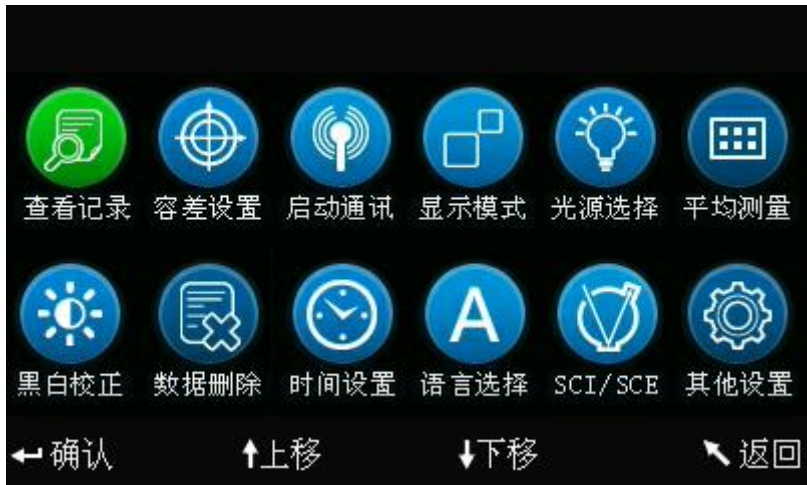 查看记录 容差设置 启动通讯 显示模式 光源选择 平均测量
黑白校正 数据删除 时间设置 A 语言选择 SCI/SCE 其他设置
确认 上移 下移 返回